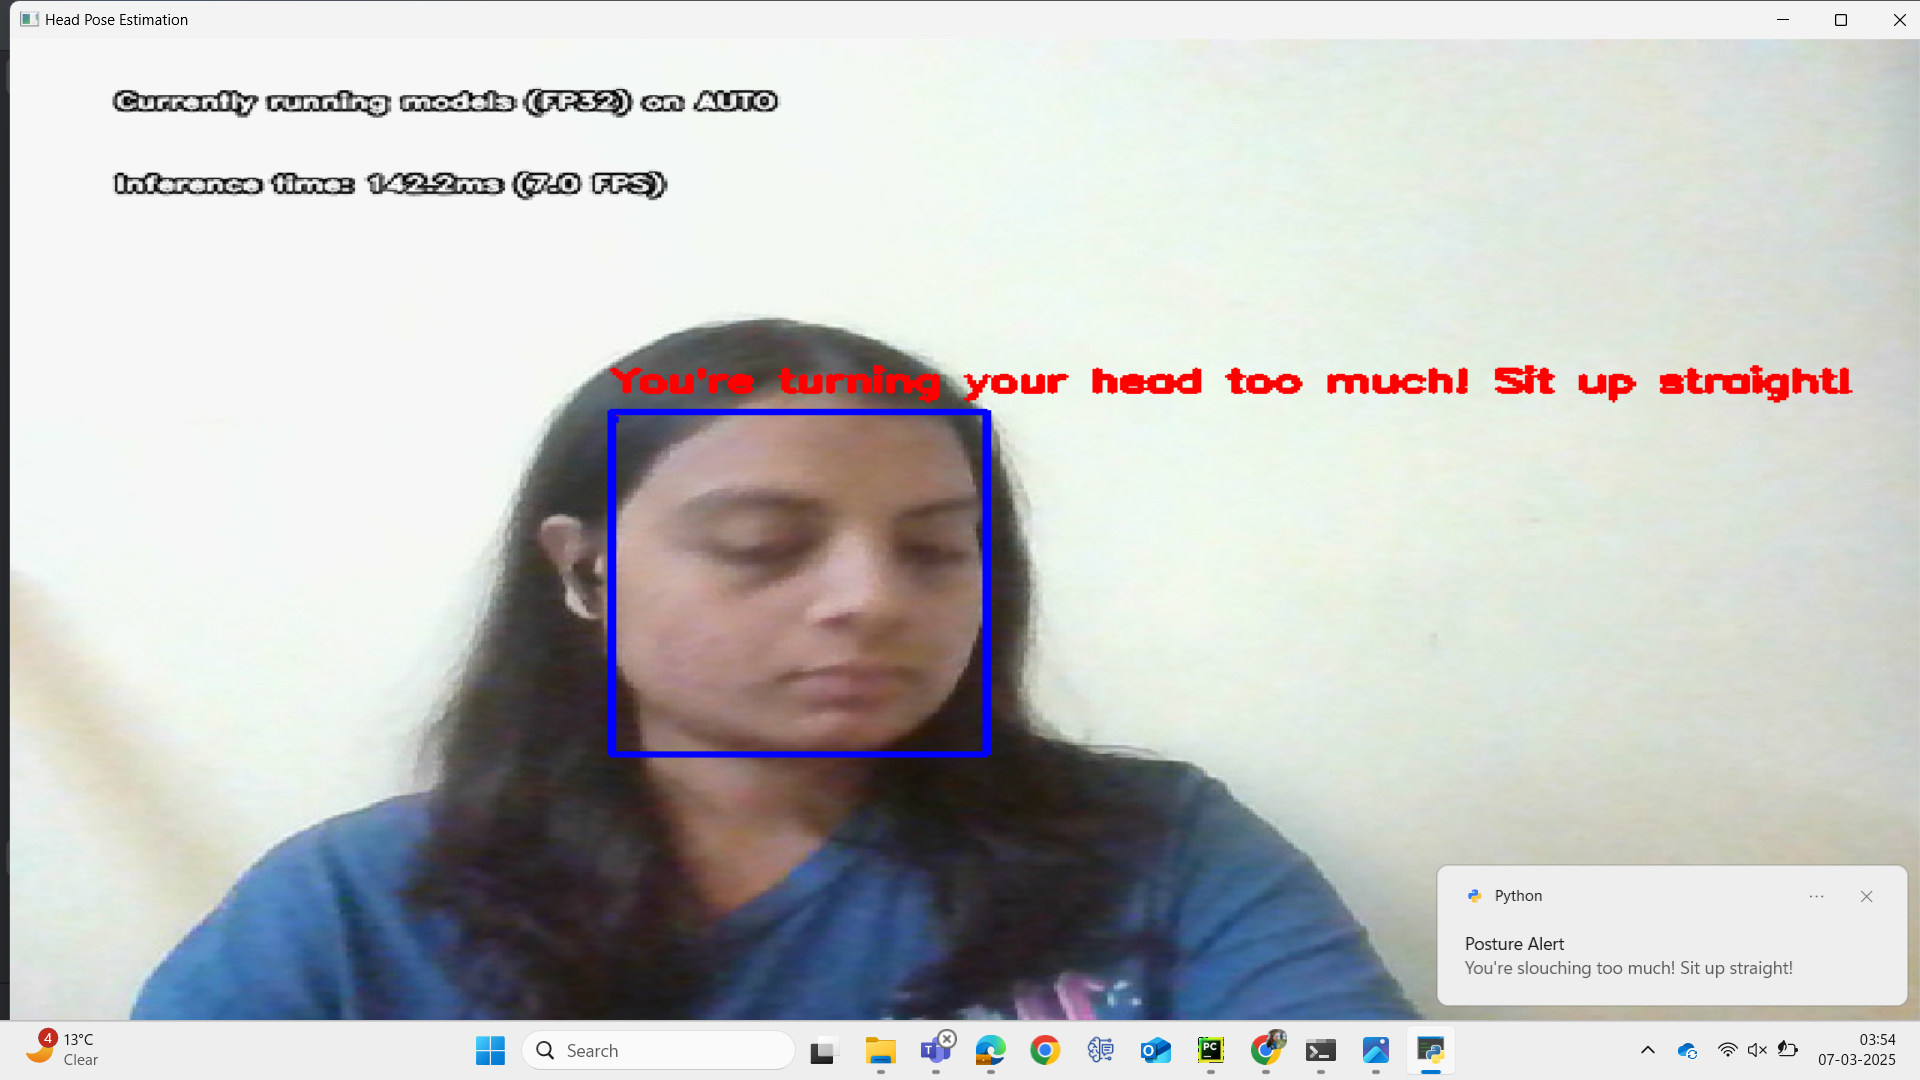 Head Pose Estimation
Currently running models (FP32) on AUTO
Inference time: 142.2ms (7.0 FPS)
You're turning your head too much! Sit up straight!
Python
Posture Alert
You're slouching too much! Sit up straight!
4
13°C
Clear
Search
T
O
PC
03:54
07-03-2025